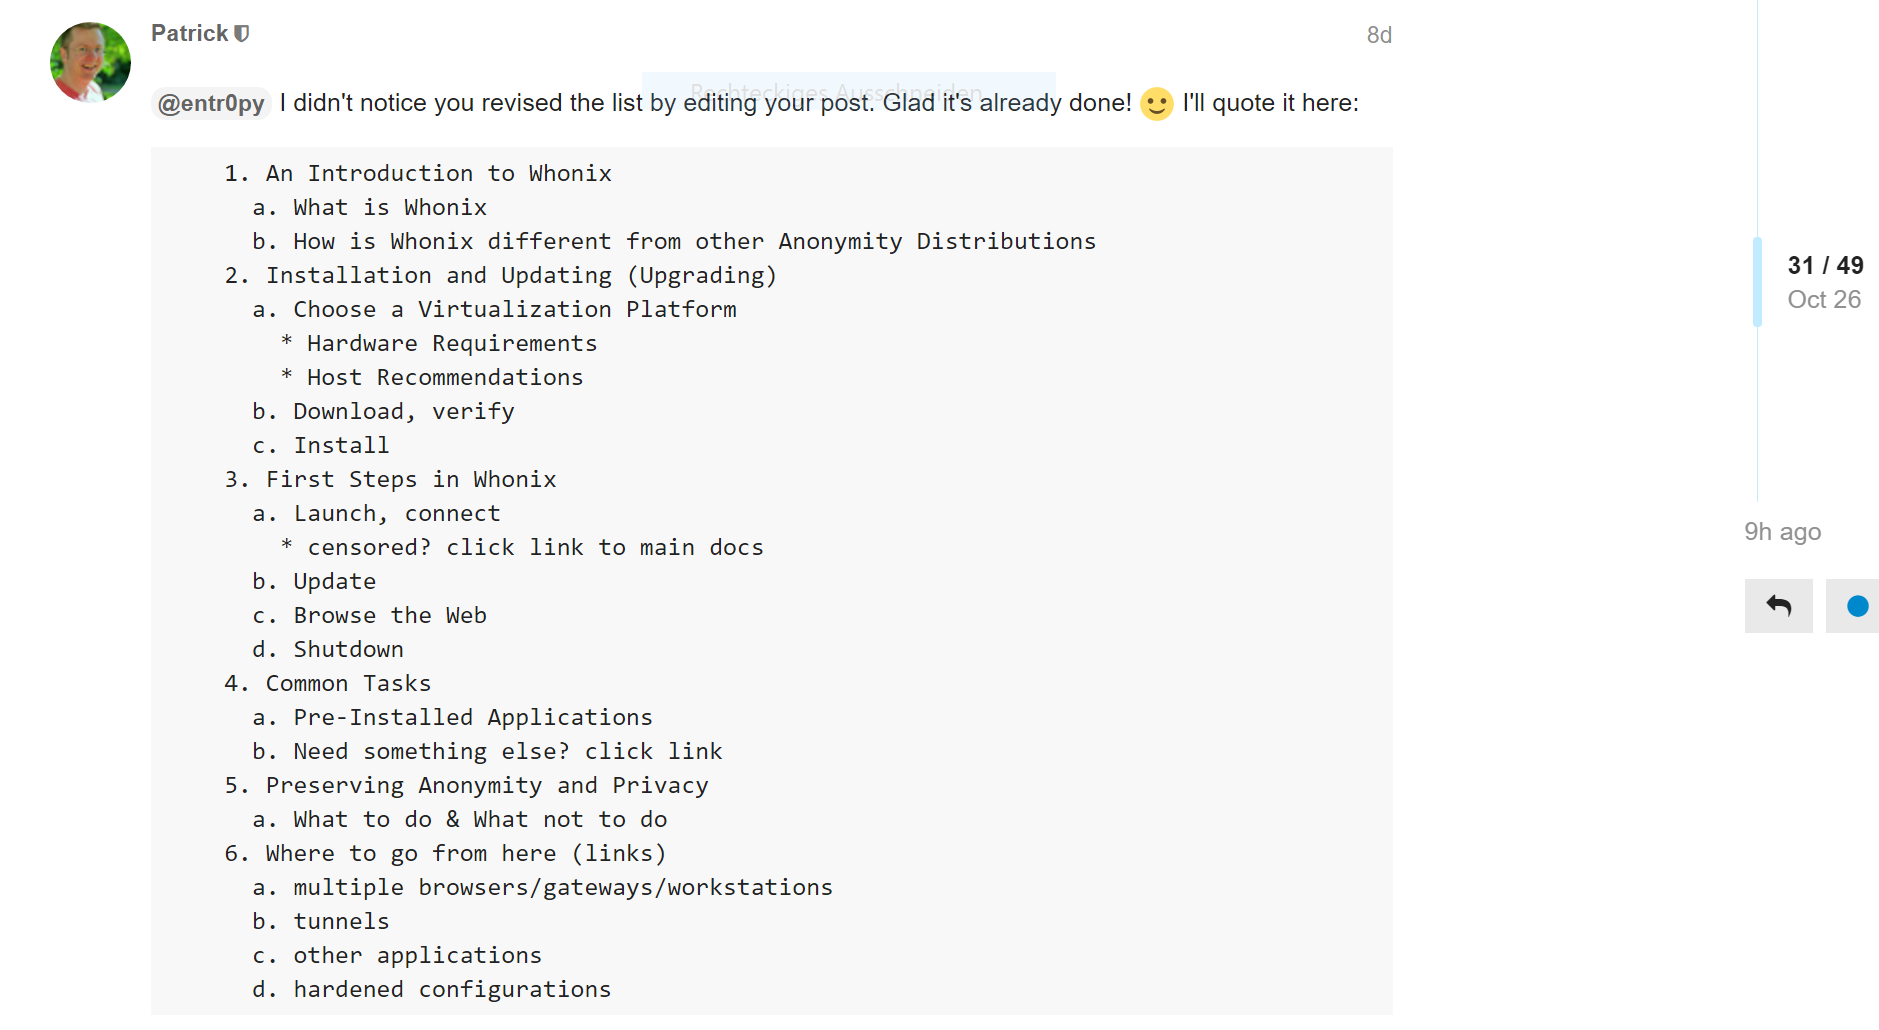 Patrick
8d
@entr0py I didn't notice you revised the list by editing your post. Glad it's already done! I'll quote it here:
Rechteckiges Ausschneiden
1. An Introduction to Whonix
a. What is Whonix
b. How is Whonix different from other Anonymity Distributions
2. Installation and Updating (Upgrading)
a. Choose a Virtualization Platform
* Hardware Requirements
* Host Recommendations
b. Download, verify
c. Install
3. First Steps in Whonix
a. Launch, connect
* censored? click link to main docs
b. Update
c. Browse the Web
d. Shutdown
4. Common Tasks
a. Pre-Installed Applications
b. Need something else? click link
5. Preserving Anonymity and Privacy
a. What to do & What not to do
6. Where to go from here (links)
a. multiple browsers/gateways/workstations
b. tunnels
c. other applications
d. hardened configurations
31 / 49
Oct 26
9h ago